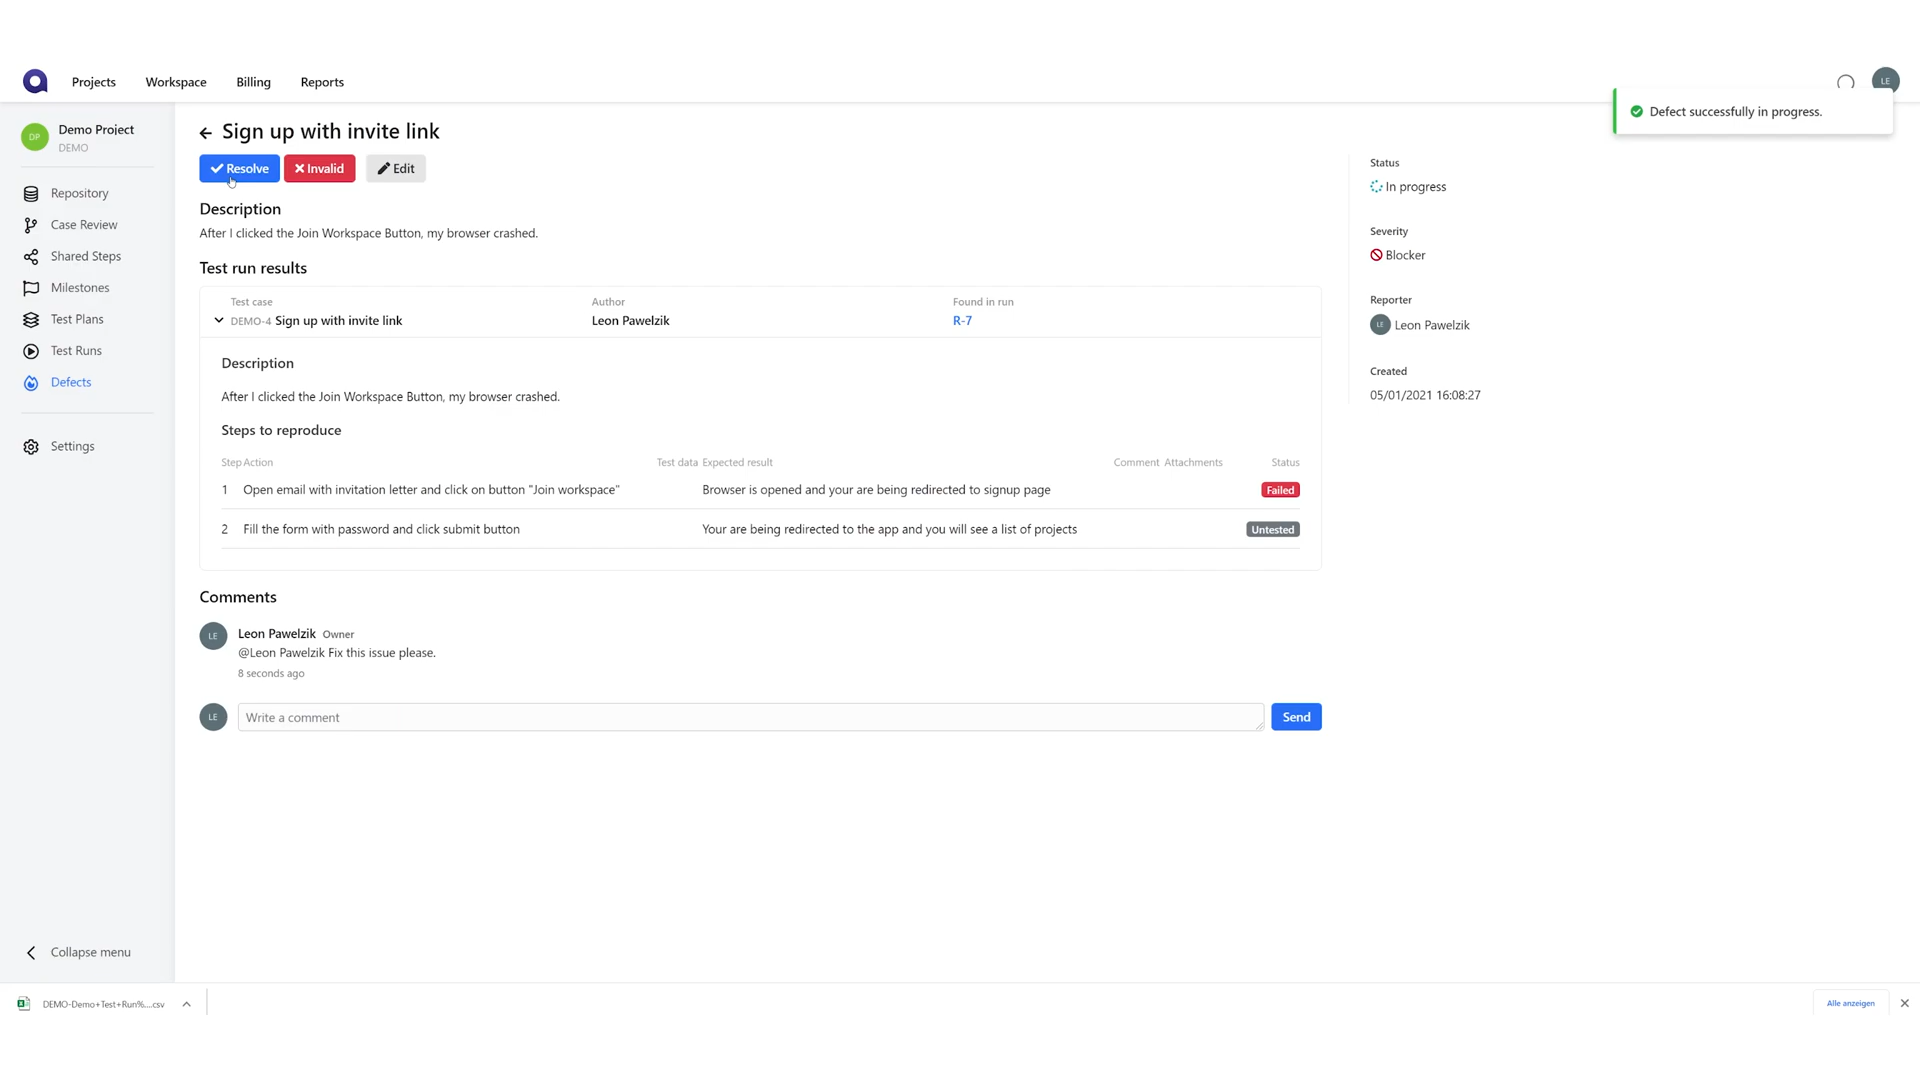 Projects Workspace Billing Reports
LE
Defect successfully in progress.
DP Demo Project
DEMO
Repository
Case Review
Shared Steps
Milestones
Test Plans
Test Runs
Defects
Settings
Collapse menu
Sign up with invite link
Resolve Invalid Edit
Description
After I clicked the Join Workspace Button, my browser crashed.
Test run results
Test case Author Found in run
DEMO-4 Sign up with invite link Leon Pawelzik R-7
Description
After I clicked the Join Workspace Button, my browser crashed.
Steps to reproduce
Step Action Test data Expected result Comment Attachments Status
1 Open email with invitation letter and click on button "Join workspace" Browser is opened and your are being redirected to signup page Failed
2 Fill the form with password and click submit button Your are being redirected to the app and you will see a list of projects Untested
Comments
LE Leon Pawelzik Owner
@Leon Pawelzik Fix this issue please.
8 seconds ago
LE Write a comment Send
Status
In progress
Severity
Blocker
Reporter
LE Leon Pawelzik
Created
05/01/2021 16:08:27
DEMO-Demo+Test+Run%....csv
Alle anzeigen